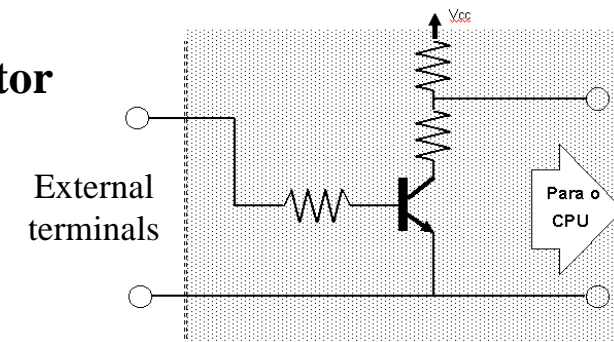 Vcc
tor
External
terminals
Para o
CPU